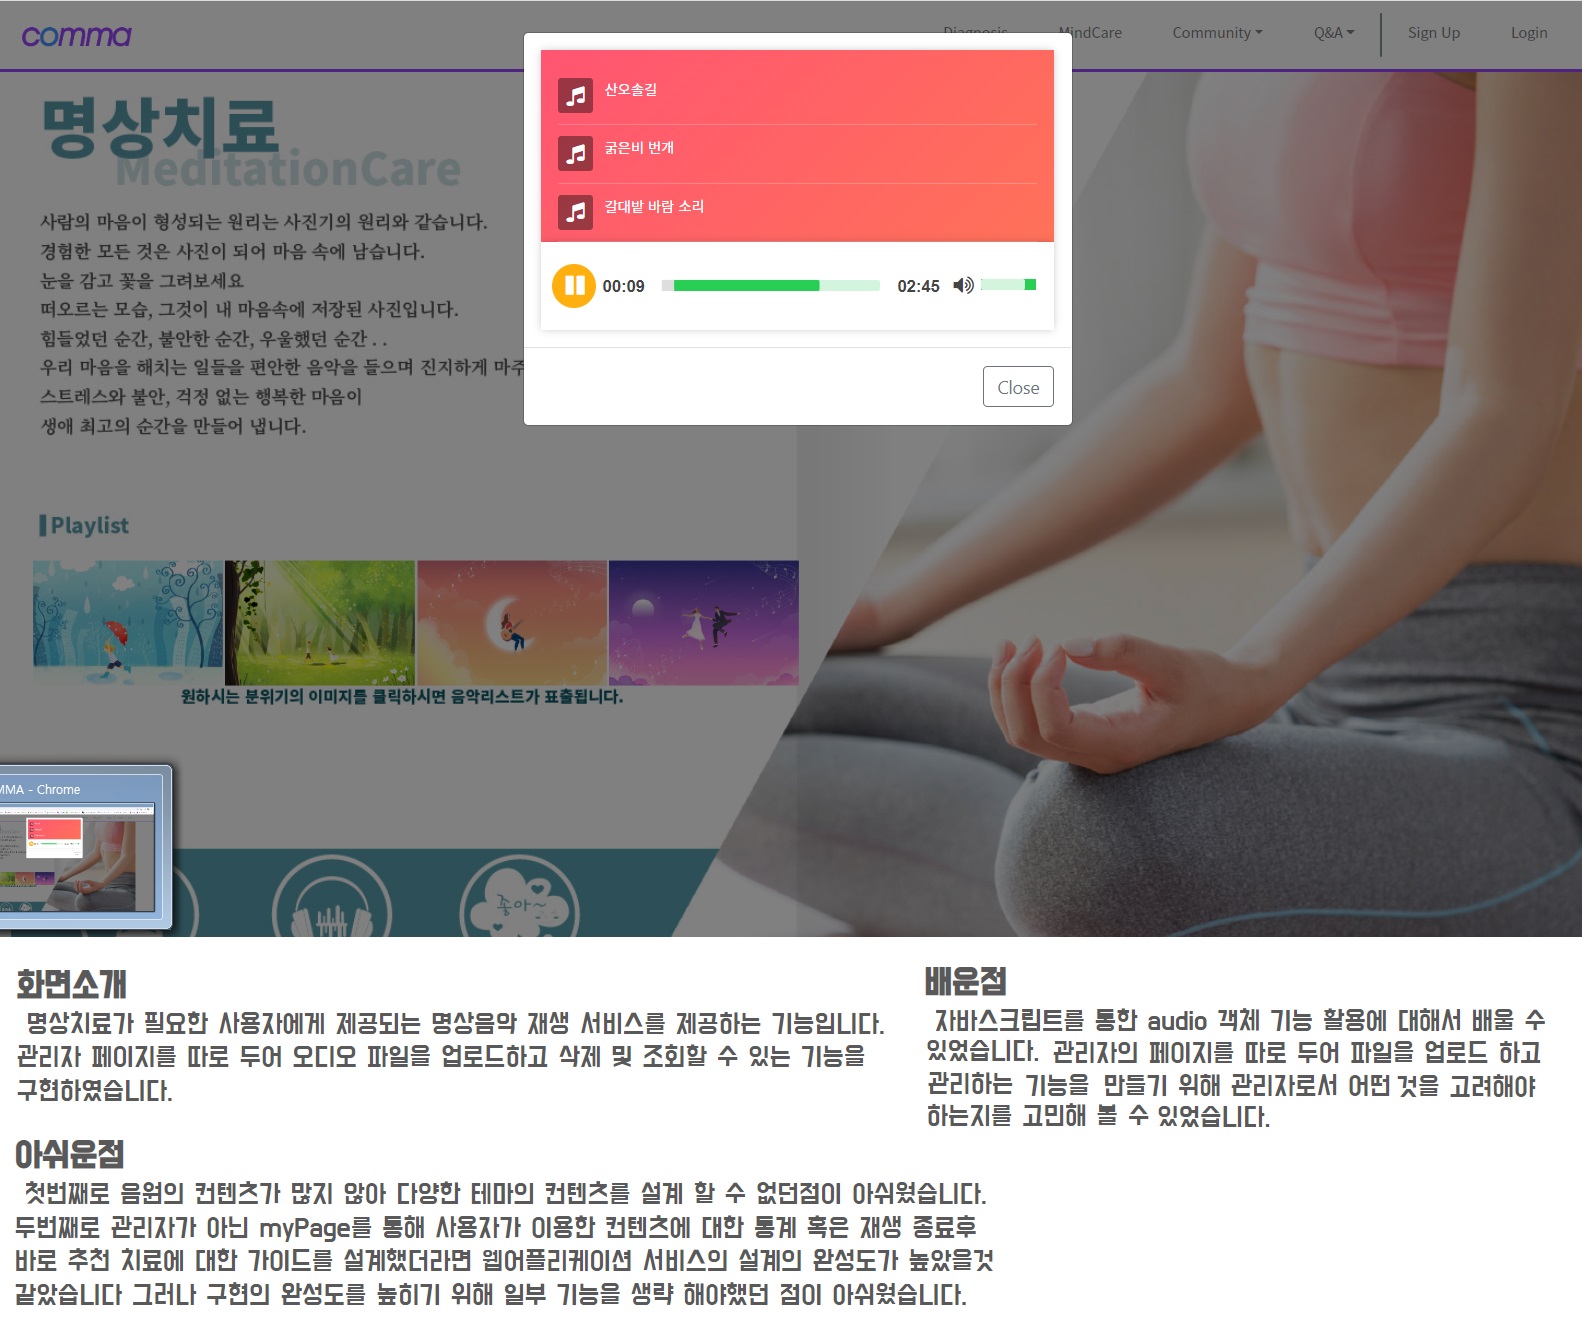 comma
Diagnosis
MindCare
Community
Q&A
Sign Up
Login
산오솔길
굵은비 번개
갈대밭 바람 소리
00:09
02:45
Close
명상치료
MeditationCare
사람의 마음이 형성되는 원리는 사진기의 원리와 같습니다.
경험한 모든 것은 사진이 되어 마음 속에 남습니다.
눈을 감고 꽃을 그려보세요
떠오르는 모습, 그것이 내 마음속에 저장된 사진입니다.
힘들었던 순간, 불안한 순간, 우울했던 순간 . .
우리 마음을 해치는 일들을 편안한 음악을 들으며 진지하게 마주
스트레스와 불안, 걱정 없는 행복한 마음이
생애 최고의 순간을 만들어 냅니다.
Playlist
원하시는 분위기의 이미지를 클릭하시면 음악리스트가 표출됩니다.
MMA - Chrome
좋아~
화면소개
명상치료가 필요한 사용자에게 제공되는 명상음악 재생 서비스를 제공하는 기능입니다.
관리자 페이지를 따로 두어 오디오 파일을 업로드하고 삭제 및 조회할 수 있는 기능을
구현하였습니다.
배운점
자바스크립트를 통한 audio 객체 기능 활용에 대해서 배울 수
있었습니다. 관리자의 페이지를 따로 두어 파일을 업로드 하고
관리하는 기능을 만들기 위해 관리자로서 어떤 것을 고려해야
하는지를 고민해 볼 수 있었습니다.
아쉬운점
첫번째로 음원의 컨텐츠가 많지 않아 다양한 테마의 컨텐츠를 설계 할 수 없던점이 아쉬웠습니다.
두번째로 관리자가 아닌 myPage를 통해 사용자가 이용한 컨텐츠에 대한 통계 혹은 재생 종료후
바로 추천 치료에 대한 가이드를 설계했더라면 웹어플리케이션 서비스의 설계의 완성도가 높았을것
같았습니다 그러나 구현의 완성도를 높히기 위해 일부 기능을 생략 해야했던 점이 아쉬웠습니다.